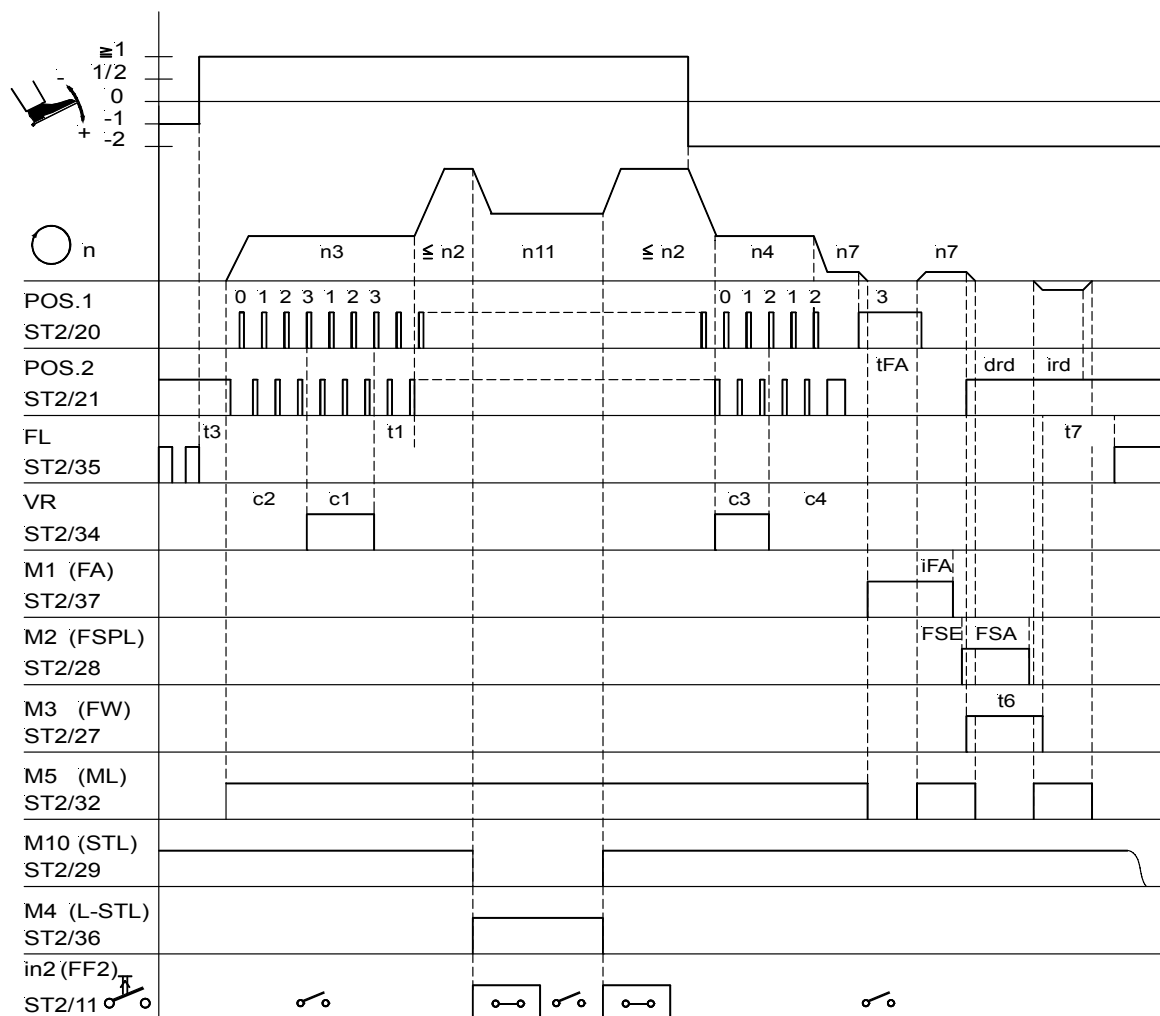 ≧1
1/2
-
0
-1
+
-2
n
n3
≦ n2
n11
≦ n2
n4
n7
n7
POS.1
0 1 2 3 1 2 3
0 1 2 1 2
3
ST2/20
POS.2
tFA
drd
ird
ST2/21
FL
t3
t1
t7
ST2/35
VR
c2
c1
c3
c4
ST2/34
M1 (FA)
iFA
ST2/37
M2 (FSPL)
FSE
FSA
ST2/28
M3 (FW)
t6
ST2/27
M5 (ML)
ST2/32
M10 (STL)
ST2/29
M4 (L-STL)
ST2/36
in2 (FF2)
ST2/11